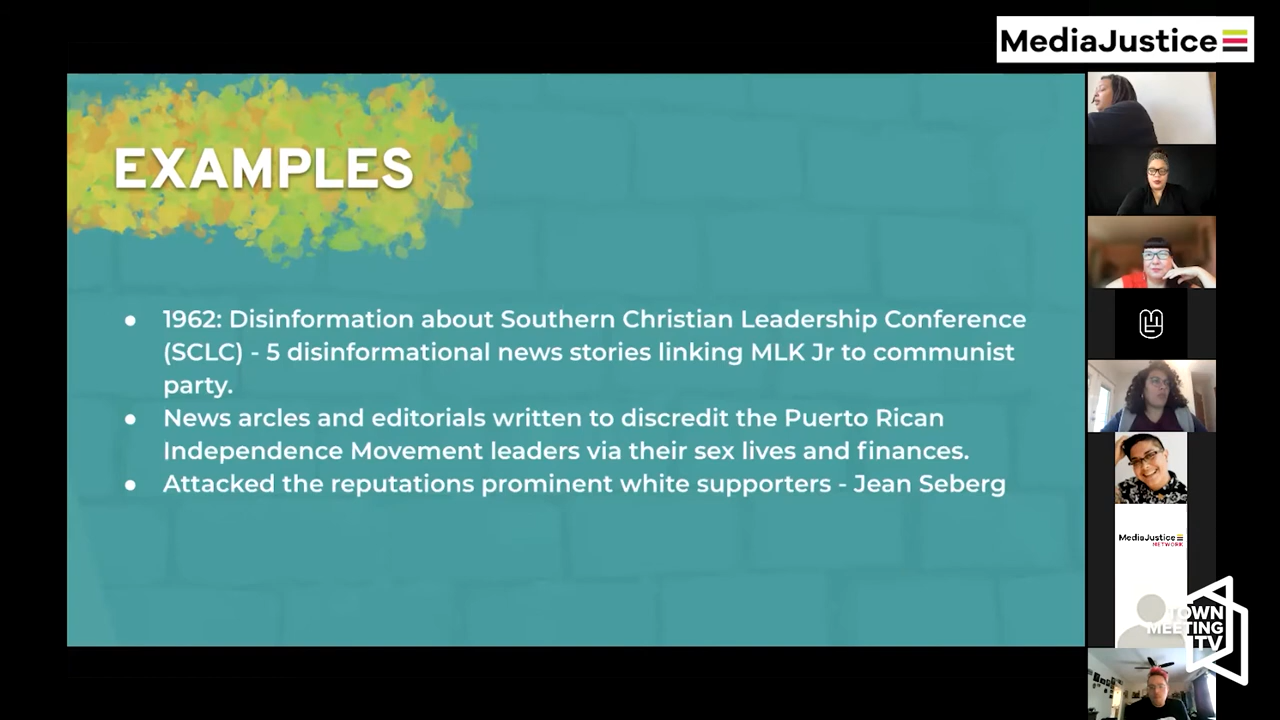 MediaJustice
EXAMPLES
● 1962: Disinformation about Southern Christian Leadership Conference
(SCLC) - 5 disinformational news stories linking MLK Jr to communist
party.
● News arcles and editorials written to discredit the Puerto Rican
Independence Movement leaders via their sex lives and finances.
● Attacked the reputations prominent white supporters - Jean Seberg
MediaJustice
NETWORK
TOWN
MEETING
TV